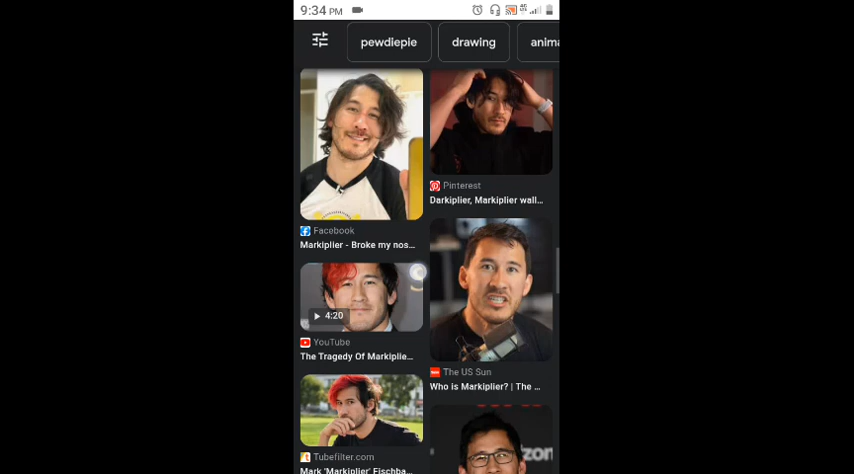 9:34 PM
pewdiepie
drawing
anima
Facebook
Markiplier - Broke my nos...
4:20
YouTube
The Tragedy Of Markiplie...
Tubefilter.com
Mark 'Markiplier' Fischba...
Pinterest
Darkiplier, Markiplier wall...
The US Sun
Who is Markiplier? | The ...
zon